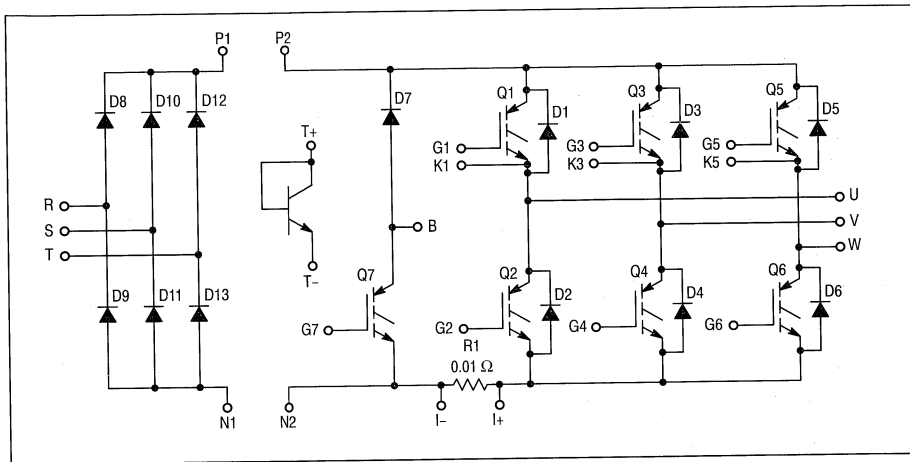 P1 P2
D8 D10 D12 D7 Q1 D1 Q3 D3 Q5 D5
T+
G1 G3 G5
K1 K3 K5
R
S
T
B
U
V
W
T−
D9 D11 D13 Q7 Q2 D2 Q4 D4 Q6 D6
G7 G2 G4 G6
R1
0.01 Ω
N1 N2 I− I+